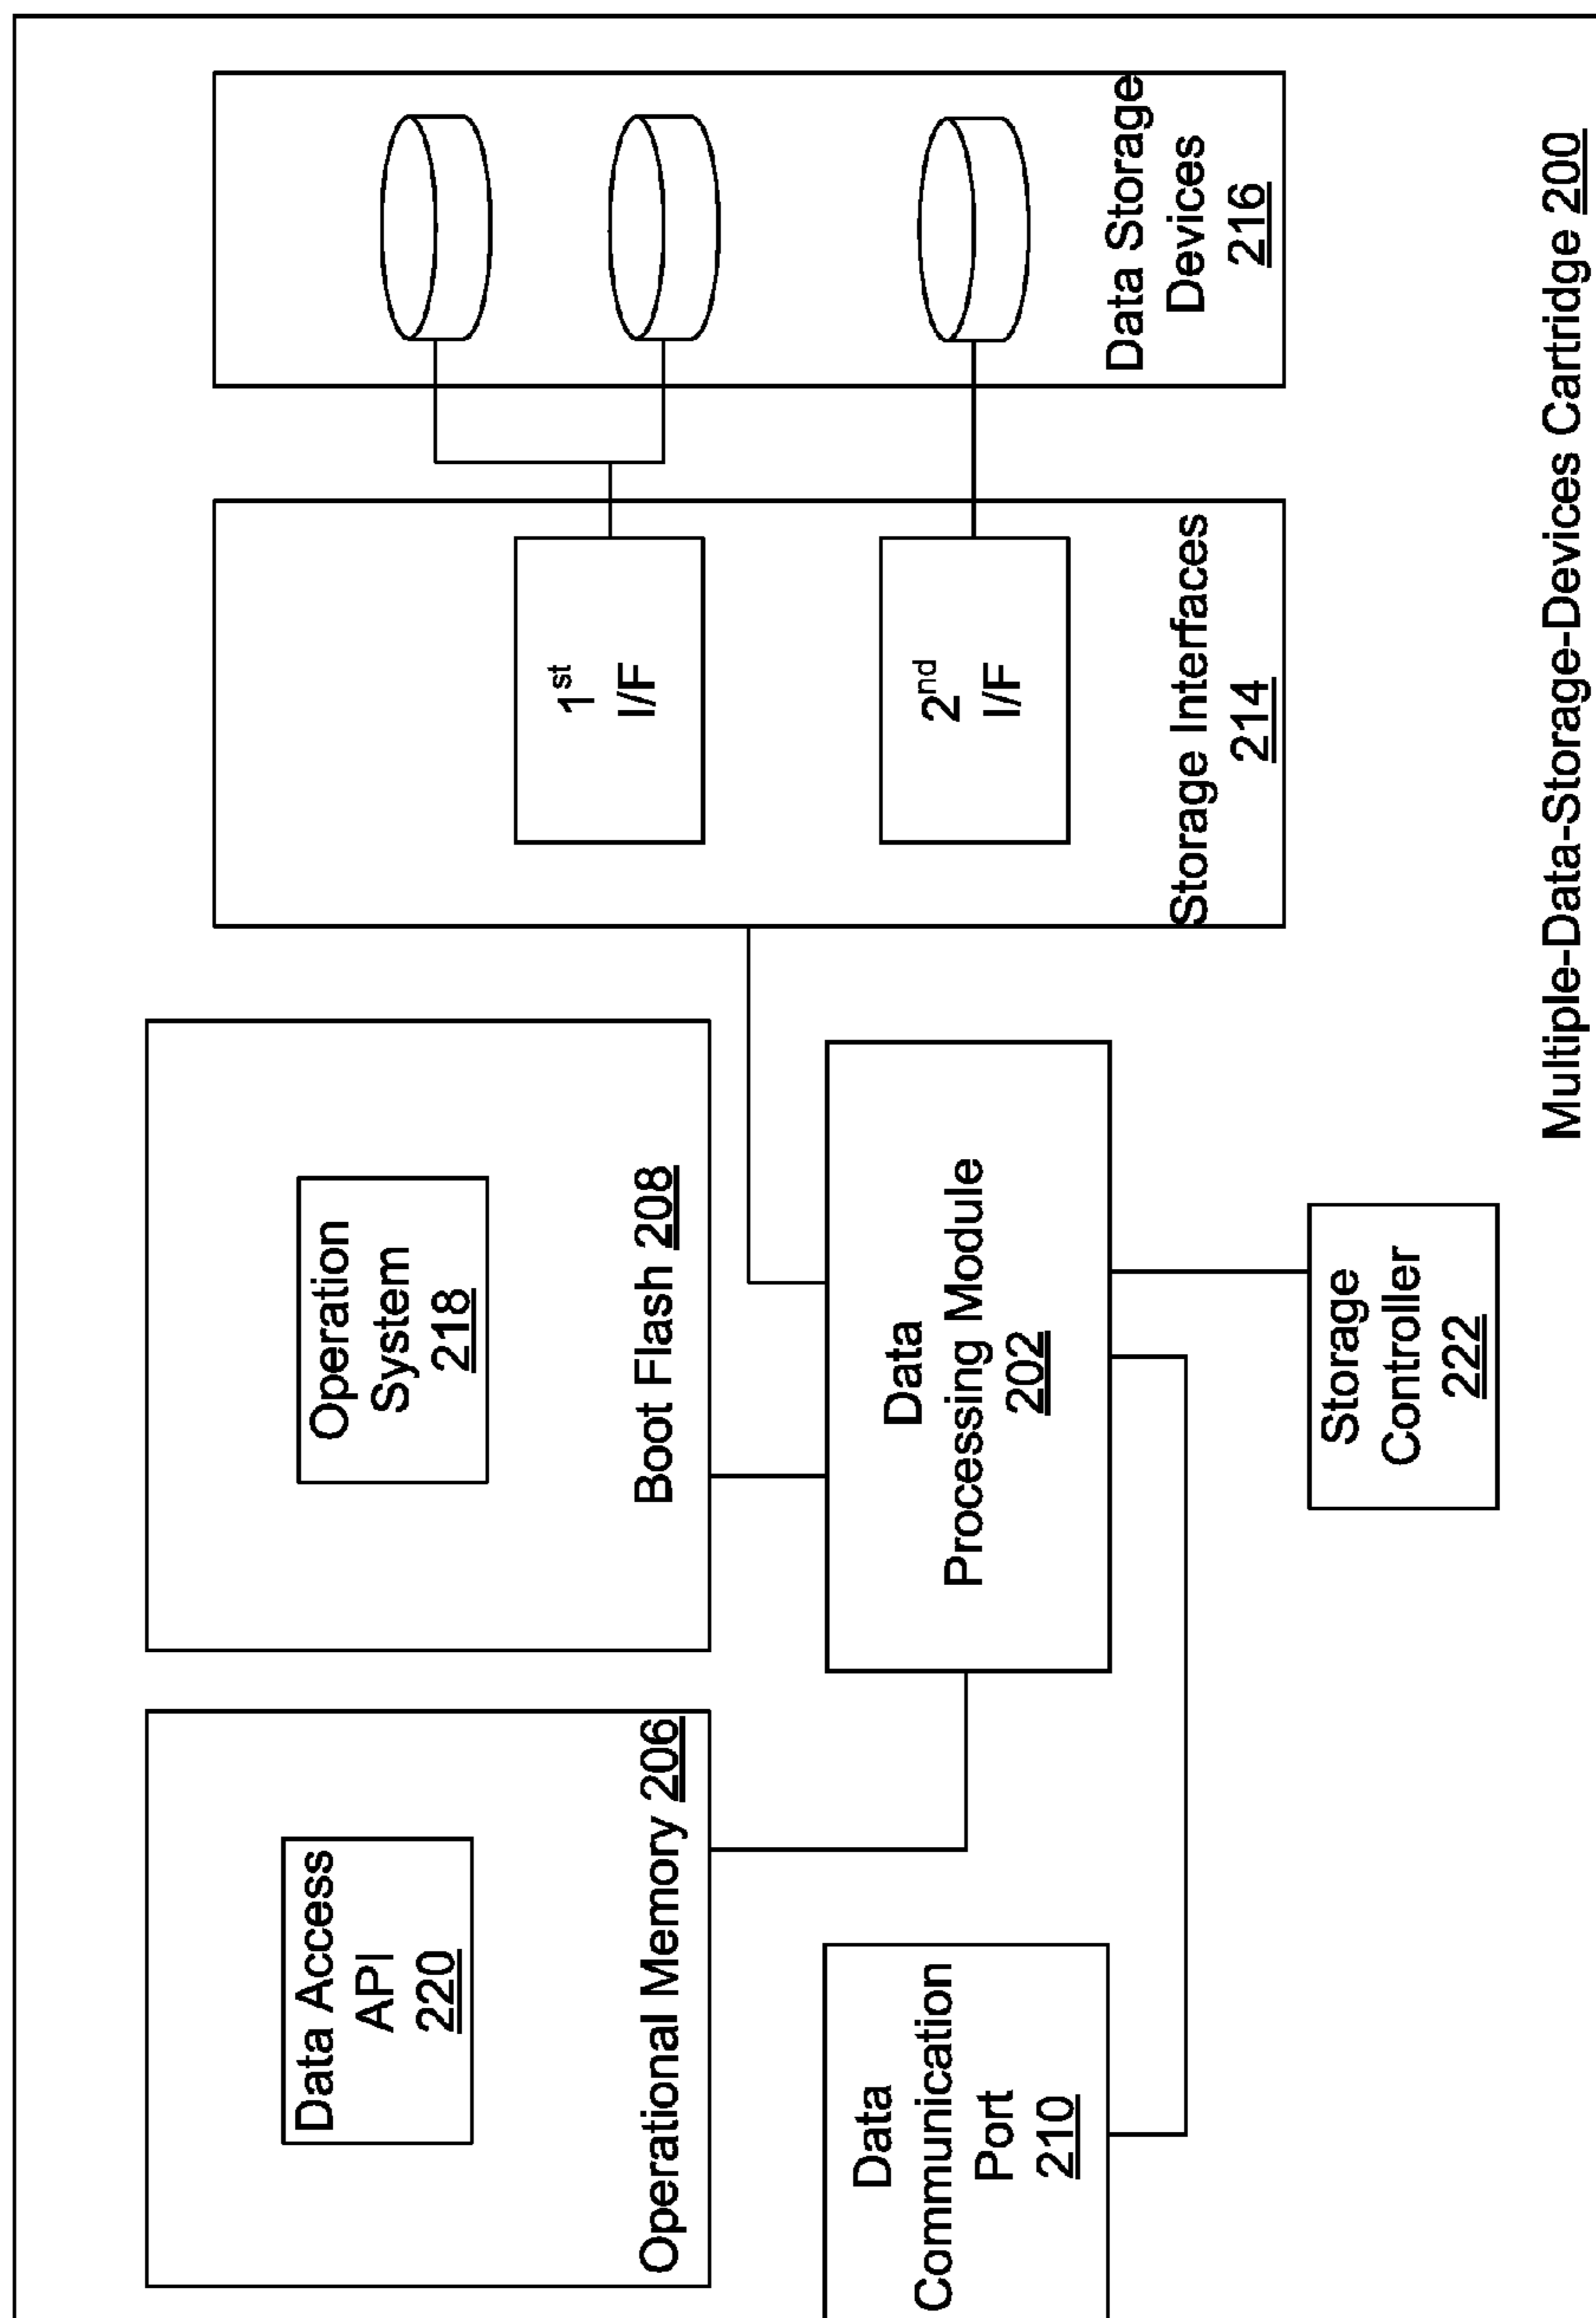 Data Access
API
220
Operational Memory 206
Operation
System
218
Boot Flash 208
1st
I/F
2nd
I/F
Storage Interfaces
214
Data Storage
Devices
216
Data
Communication
Port
210
Data
Processing Module
202
Storage
Controller
222
Multiple-Data-Storage-Devices Cartridge 200